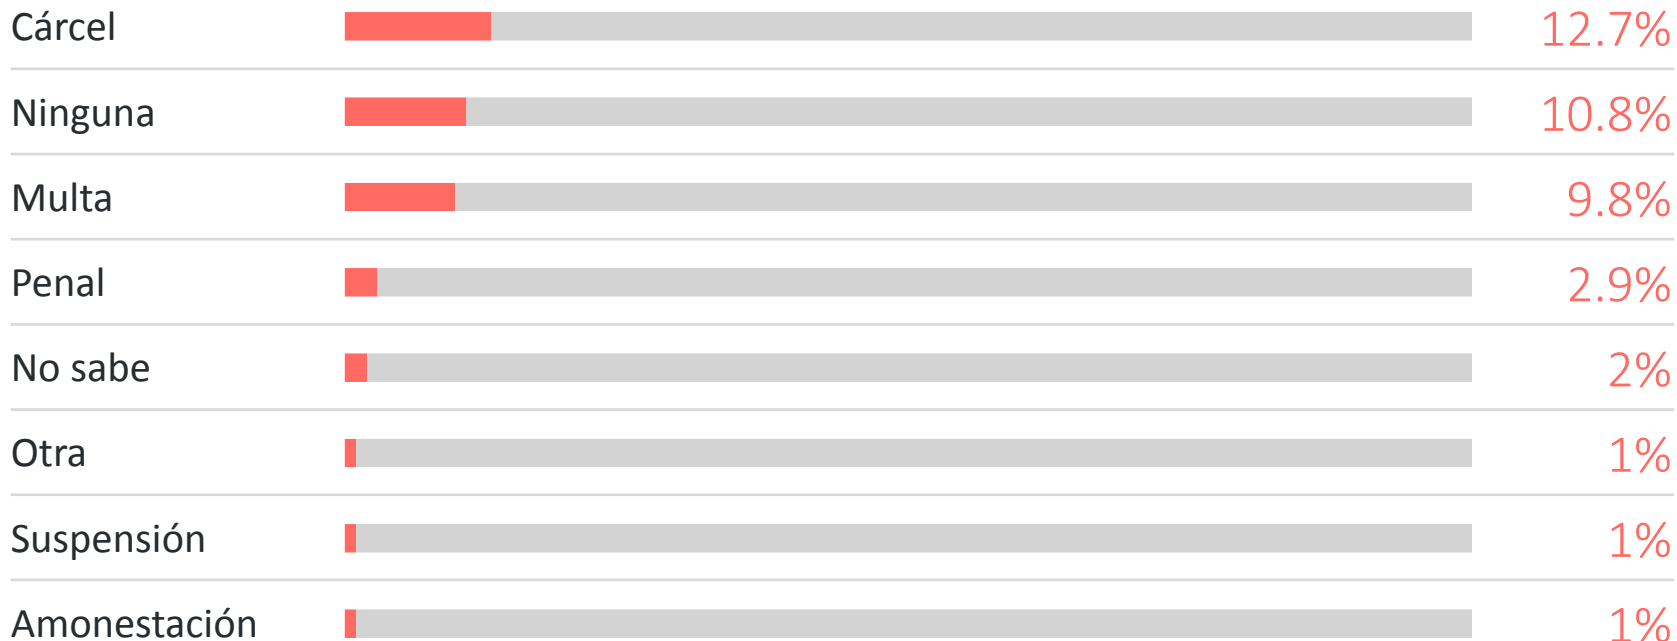 Cárcel 12.7%
Ninguna 10.8%
Multa 9.8%
Penal 2.9%
No sabe 2%
Otra 1%
Suspensión 1%
Amonestación 1%